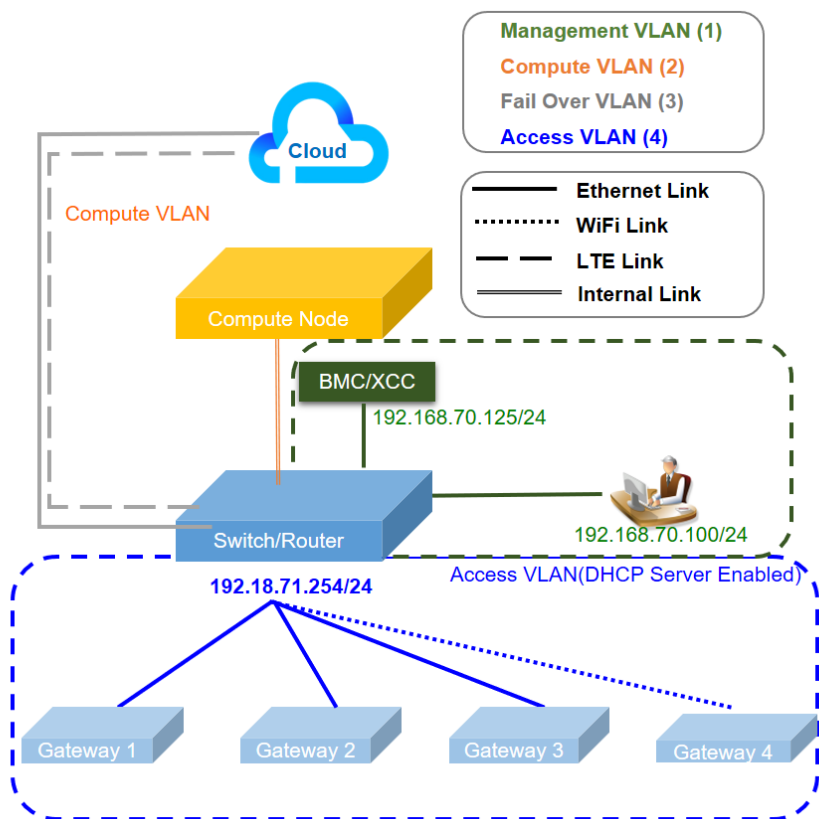 Management VLAN (1)
Compute VLAN (2)
Fail Over VLAN (3)
Access VLAN (4)
Cloud
Ethernet Link
WiFi Link
LTE Link
Internal Link
Compute VLAN
Compute Node
BMC/XCC
192.168.70.125/24
Switch/Router
192.168.70.100/24
192.18.71.254/24
Access VLAN(DHCP Server Enabled)
Gateway 1
Gateway 2
Gateway 3
Gateway 4